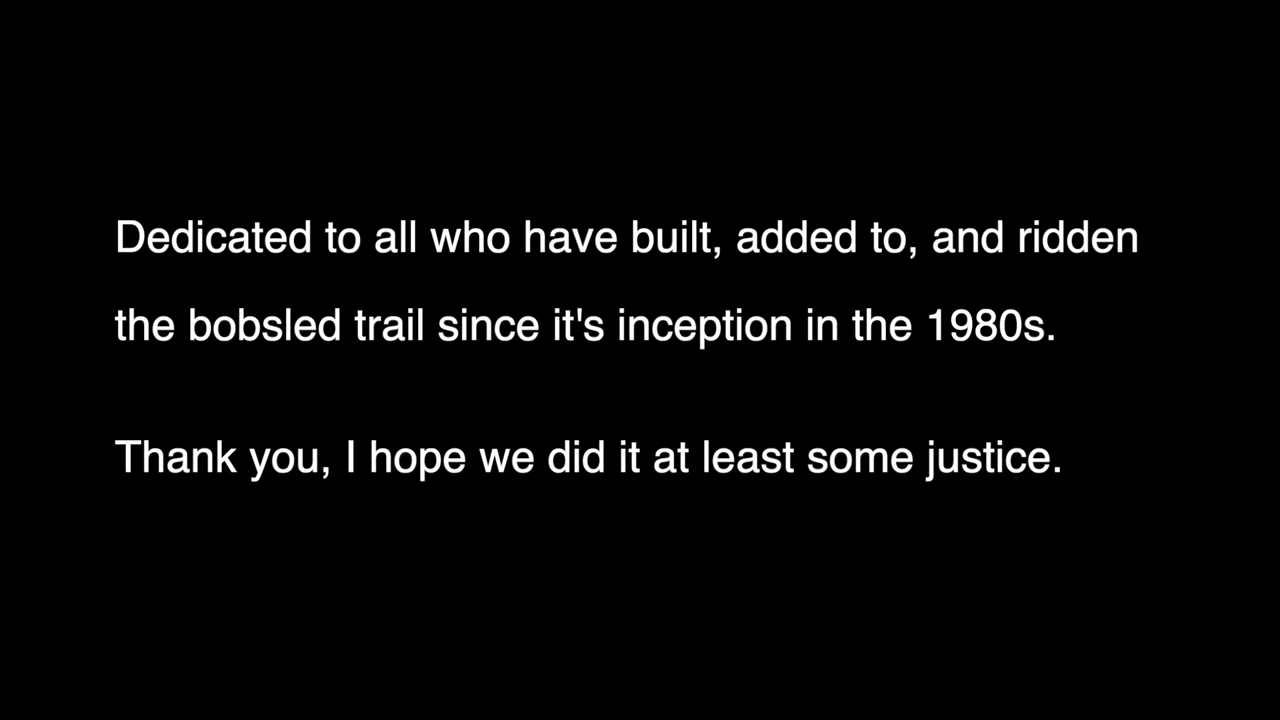 Dedicated to all who have built, added to, and ridden
the bobsled trail since it's inception in the 1980s.
Thank you, I hope we did it at least some justice.